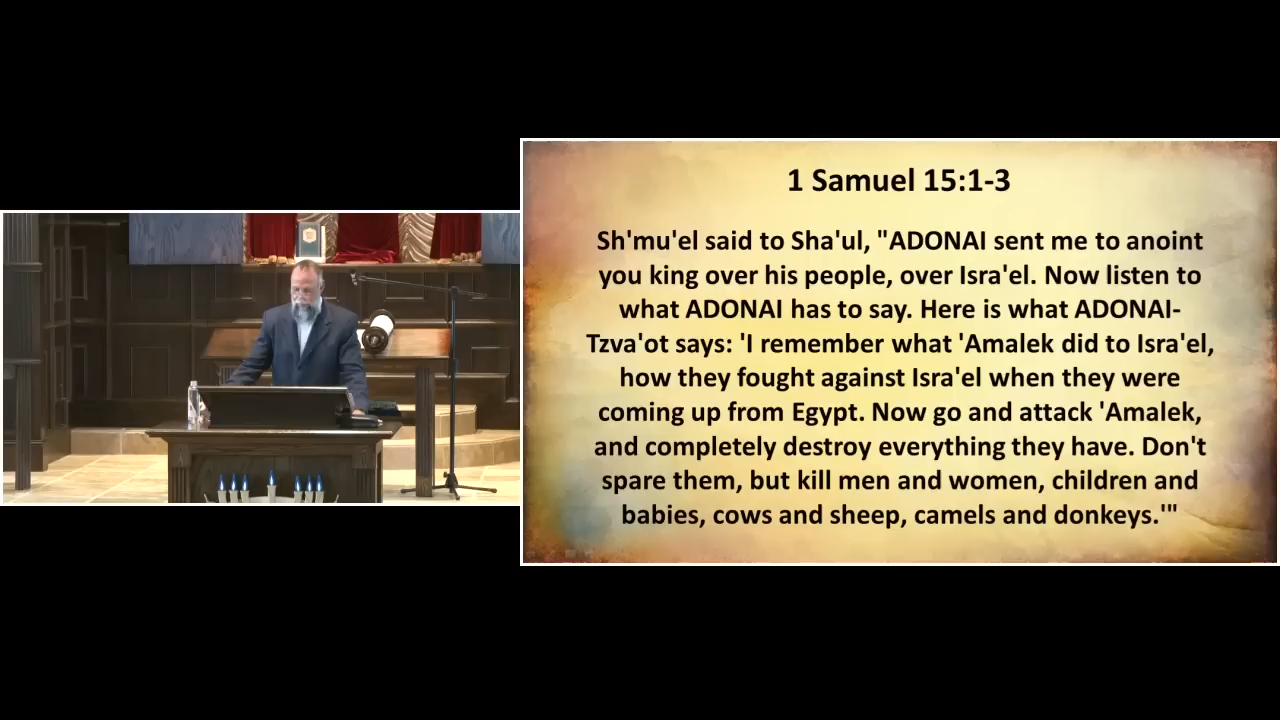 1 Samuel 15:1-3
Sh'mu'el said to Sha'ul, "ADONAI sent me to anoint
you king over his people, over Isra'el. Now listen to
what ADONAI has to say. Here is what ADONAI-
Tzva'ot says: 'I remember what 'Amalek did to Isra'el,
how they fought against Isra'el when they were
coming up from Egypt. Now go and attack 'Amalek,
and completely destroy everything they have. Don't
spare them, but kill men and women, children and
babies, cows and sheep, camels and donkeys.'"